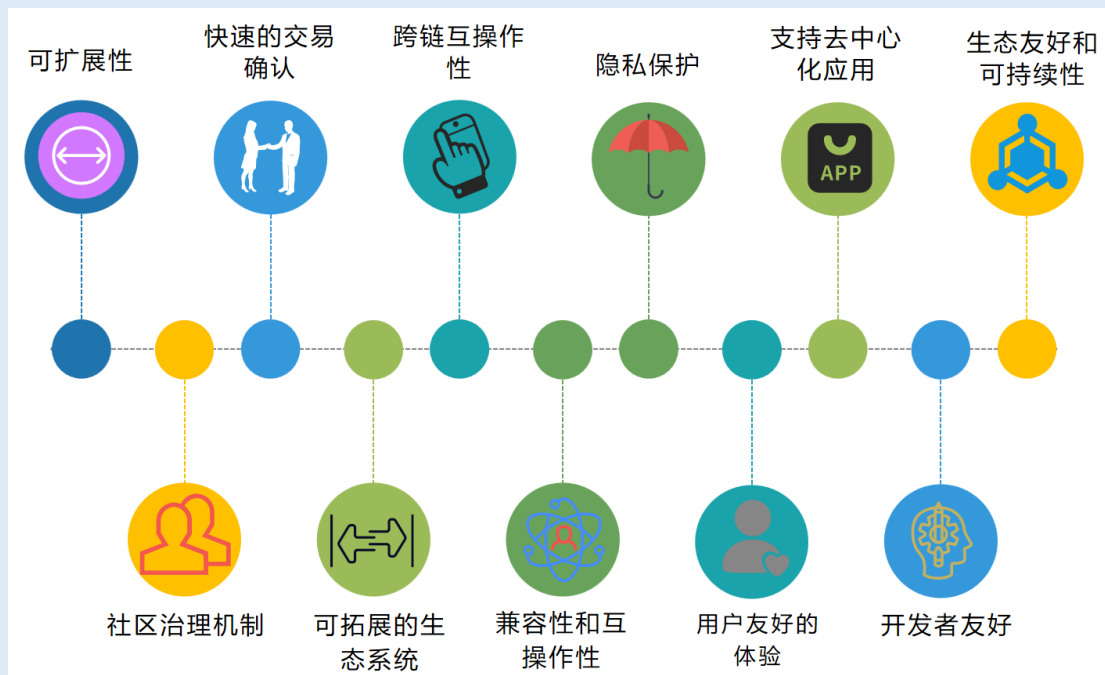 可扩展性
快速的交易
确认
跨链互操作
性
隐私保护
支持去中心
化应用
生态友好和
可持续性
APP
社区治理机制
可拓展的生
态系统
兼容性和互
操作性
用户友好的
体验
开发者友好